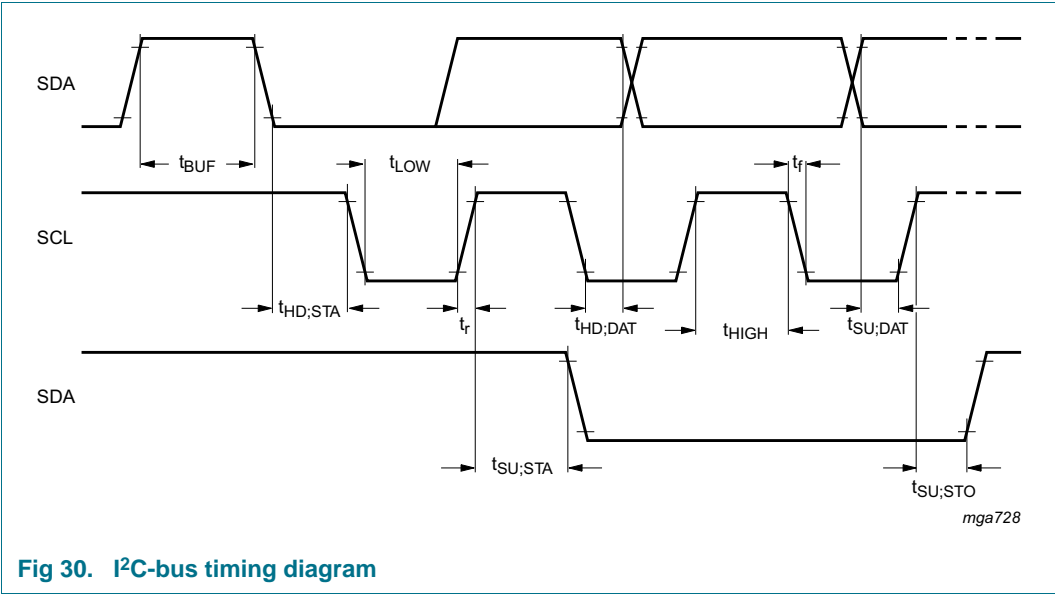 SDA
tBUF
tLOW
tf
SCL
tHD;STA
tr
tHD;DAT
tHIGH
tSU;DAT
SDA
tSU;STA
tSU;STO
mga728
Fig 30. I²C-bus timing diagram